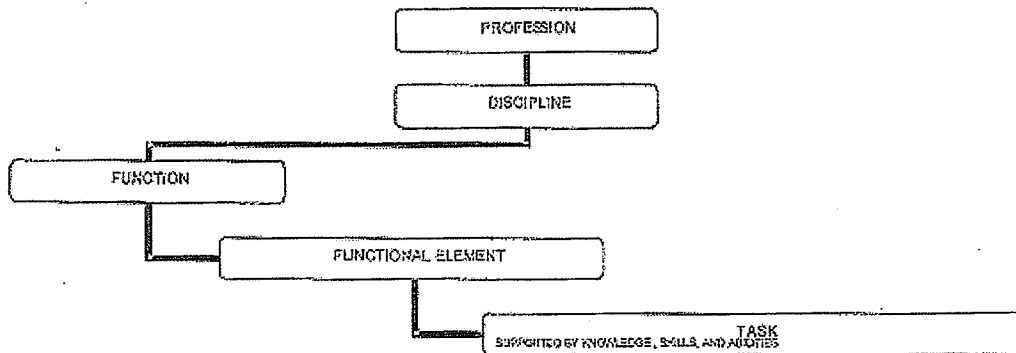 PROFESSION
DISCIPLINE
FUNCTION
FUNCTIONAL ELEMENT
TASK
SUPPORTED BY KNOWLEDGE, SKILLS, AND ABILITIES